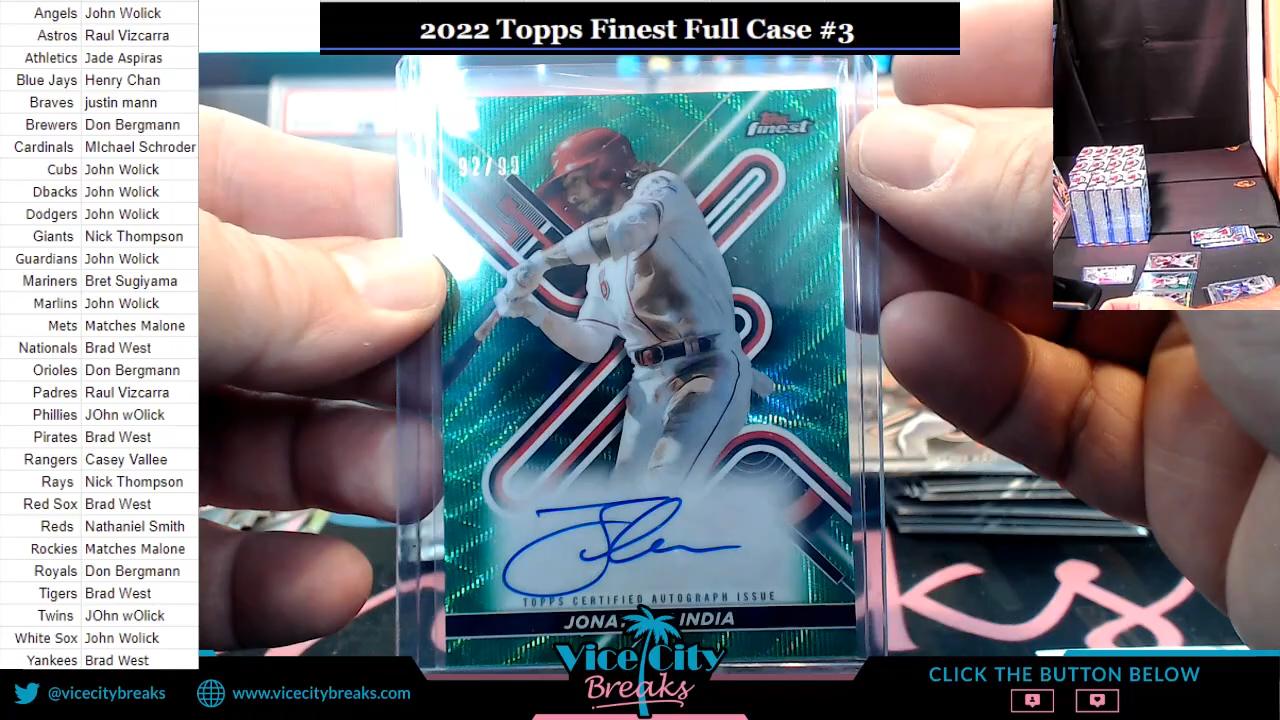 2022 Topps Finest Full Case #3
Angels John Wolick
Astros Raul Vizcarra
Athletics Jade Aspiras
Blue Jays Henry Chan
Braves justin mann
Brewers Don Bergmann
Cardinals MIchael Schroder
Cubs John Wolick
Dbacks John Wolick
Dodgers John Wolick
Giants Nick Thompson
Guardians John Wolick
Mariners Bret Sugiyama
Marlins John Wolick
Mets Matches Malone
Nationals Brad West
Orioles Don Bergmann
Padres Raul Vizcarra
Phillies JOhn wOlick
Pirates Brad West
Rangers Casey Vallee
Rays Nick Thompson
Red Sox Brad West
Reds Nathaniel Smith
Rockies Matches Malone
Royals Don Bergmann
Tigers Brad West
Twins JOhn wOlick
White Sox John Wolick
Yankees Brad West
Topps
finest
92/99
TOPPS CERTIFIED AUTOGRAPH ISSUE
JONA INDIA
Vice City
Breaks
@vicecitybreaks
www.vicecitybreaks.com
CLICK THE BUTTON BELOW